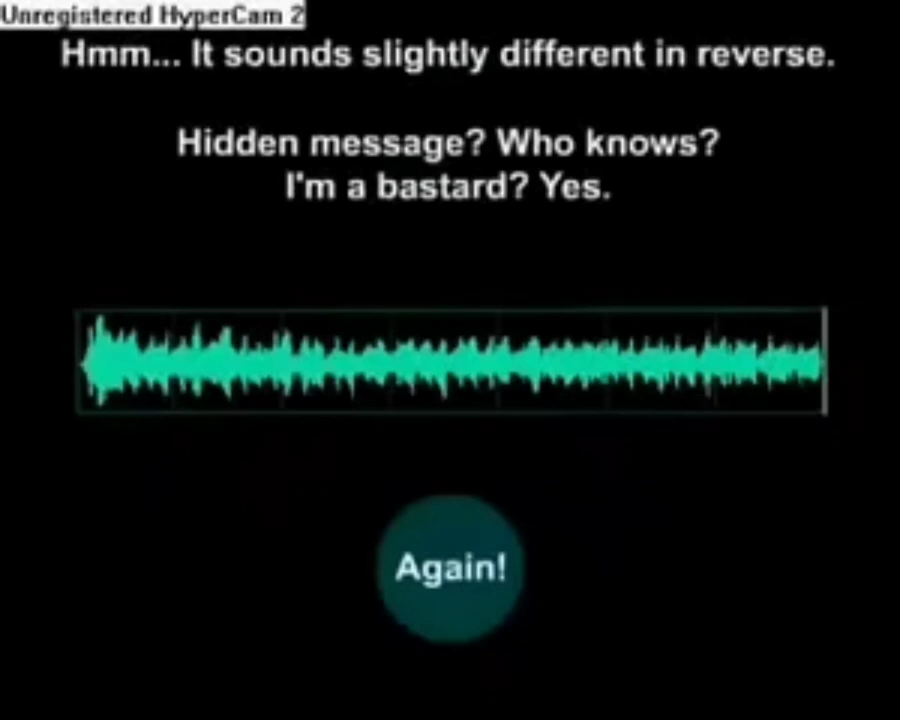 Unregistered HyperCam 2
Hmm... It sounds slightly different in reverse.
Hidden message? Who knows?
I'm a bastard? Yes.
Again!